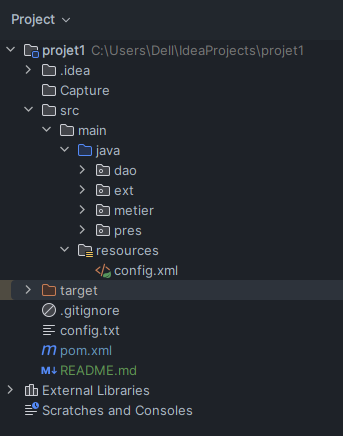 Project
projet1 C:\Users\Dell\IdeaProjects\projet1
.idea
Capture
src
main
java
dao
ext
metier
pres
resources
config.xml
target
.gitignore
config.txt
pom.xml
README.md
External Libraries
Scratches and Consoles